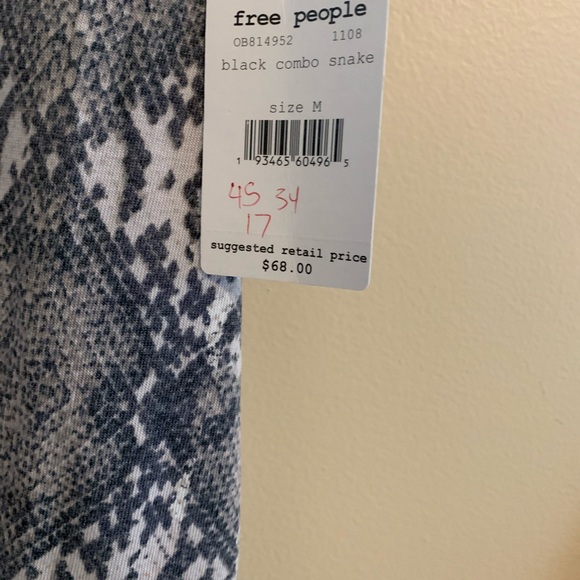 free people
OB814952 1108
black combo snake
size M
1 93465 60496 5
45 34
17
suggested retail price
$68.00